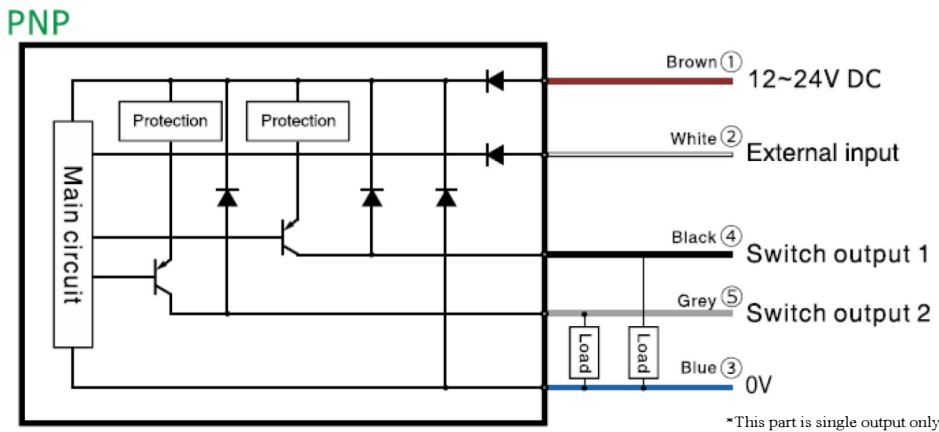 PNP
Brown ① 12~24V DC
Protection
Protection
White ② External input
Main circuit
Black ④ Switch output 1
Grey ⑤ Switch output 2
Load
Load
Blue ③ 0V
*This part is single output only